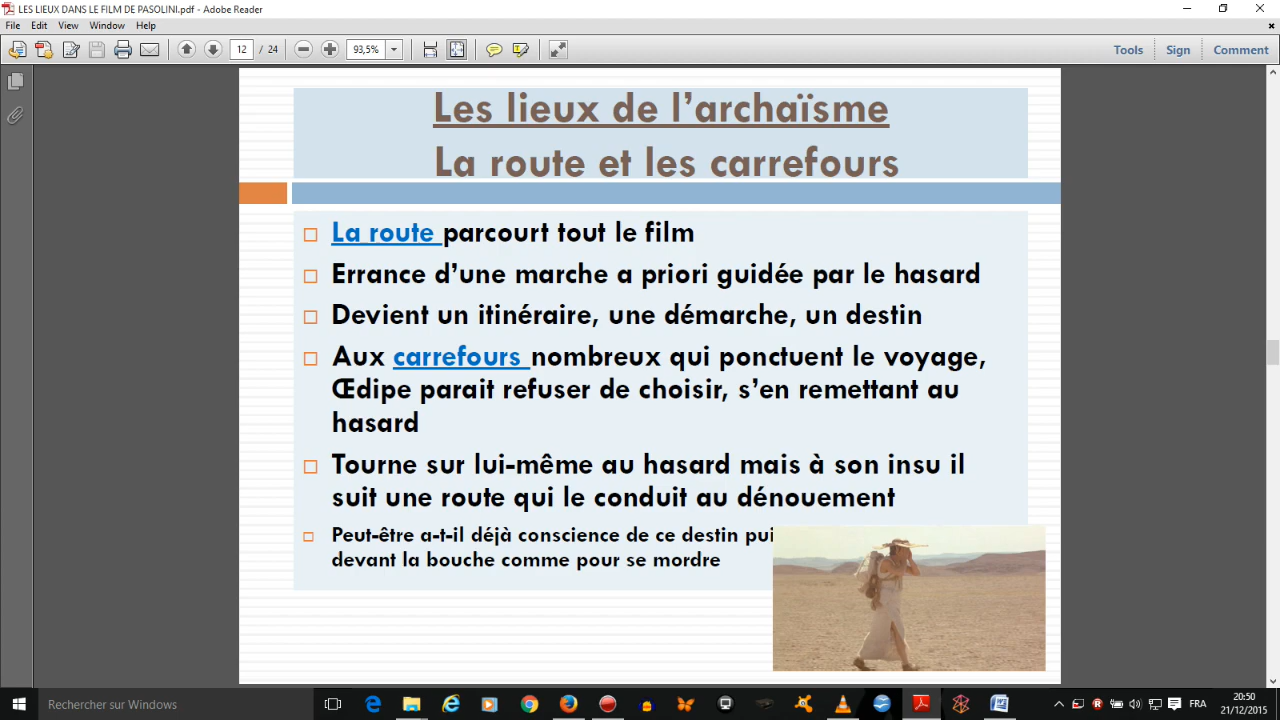 LES LIEUX DANS LE FILM DE PASOLINI.pdf - Adobe Reader
File Edit View Window Help
12 / 24 93,5% Tools Sign Comment
Les lieux de l'archaïsme
La route et les carrefours
La route parcourt tout le film
Errance d'une marche a priori guidée par le hasard
Devient un itinéraire, une démarche, un destin
Aux carrefours nombreux qui ponctuent le voyage,
Œdipe parait refuser de choisir, s'en remettant au
hasard
Tourne sur lui-même au hasard mais à son insu il
suit une route qui le conduit au dénouement
Peut-être a-t-il déjà conscience de ce destin
devant la bouche comme pour se mordre
Rechercher sur Windows
FRA
20:50
21/12/2015